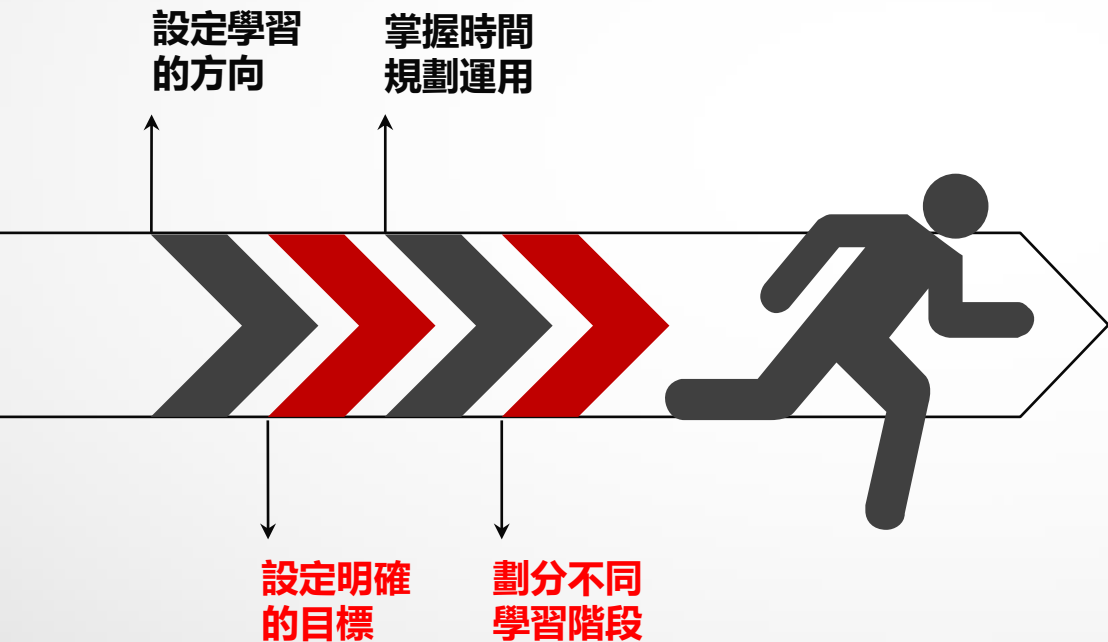 設定學習
的方向
掌握時間
規劃運用
設定明確
的目標
劃分不同
學習階段